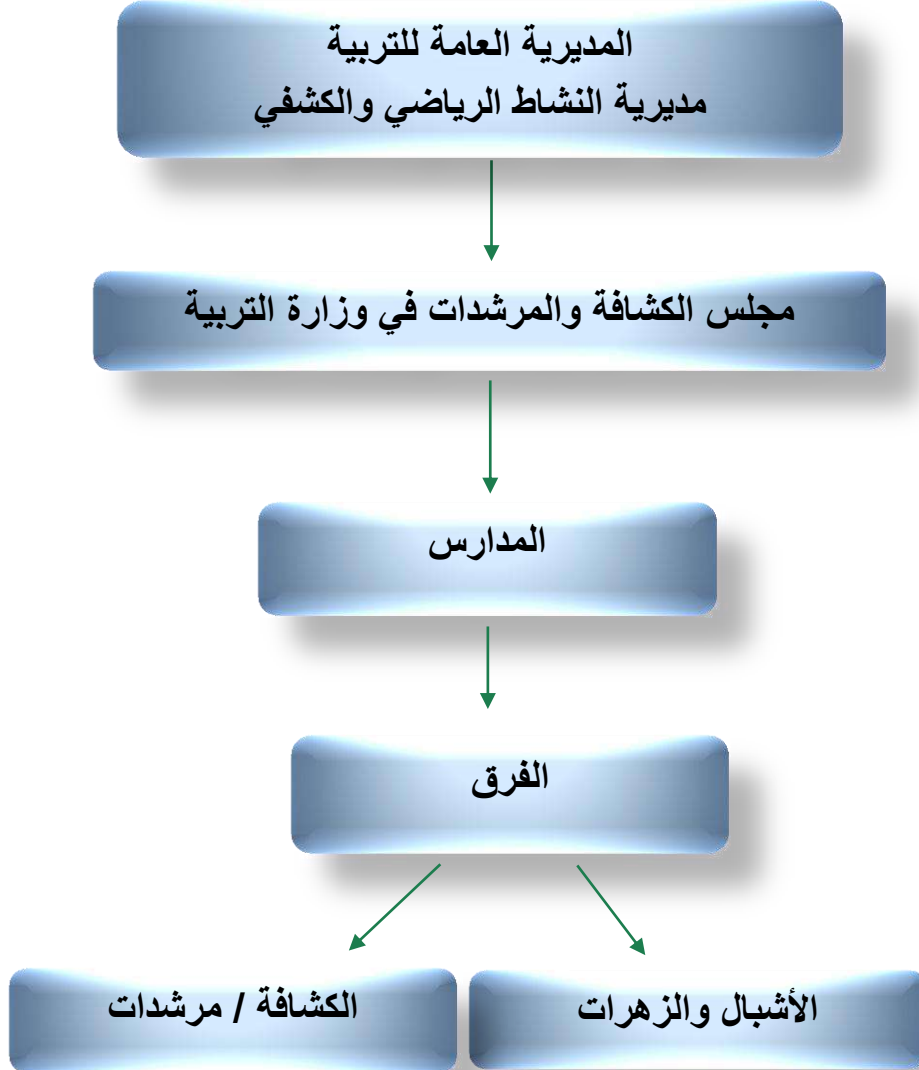 المديرية العامة للتربية
مديرية النشاط الرياضي والكشفي
مجلس الكشافة والمرشدات في وزارة التربية
المدارس
الفرق
الأشبال والزهرات
الكشافة / مرشدات